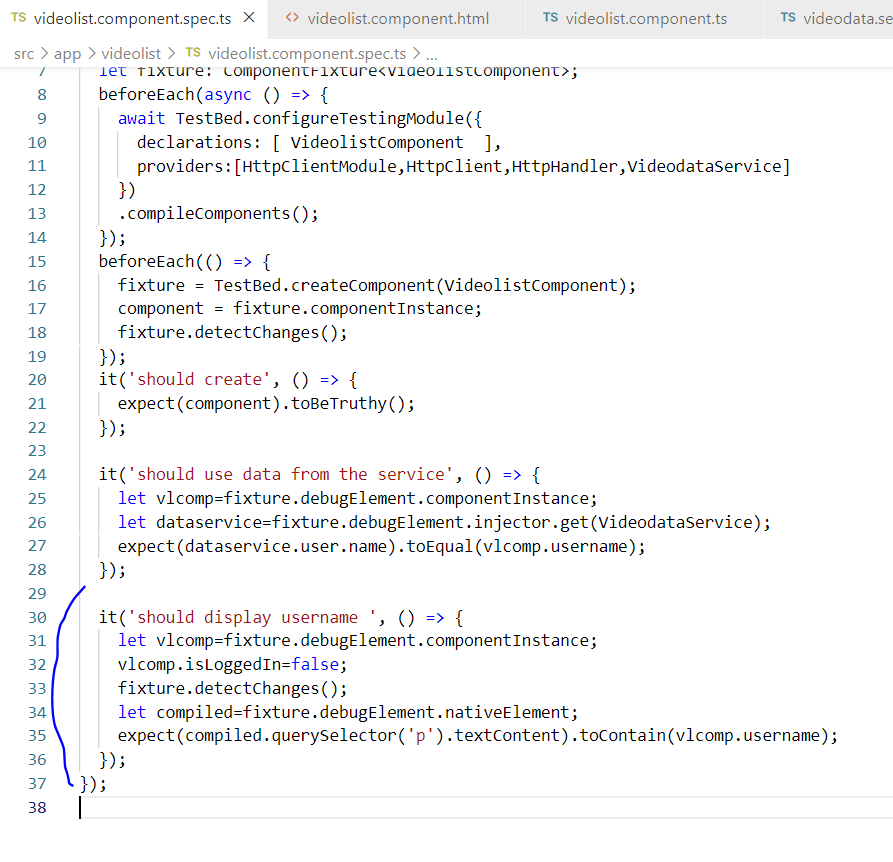 TS videolist.component.spec.ts × <> videolist.component.html TS videolist.component.ts TS videodata.se
src > app > videolist > TS videolist.component.spec.ts > ...
7 let fixture: ComponentFixture<VideolistComponent>;
8 beforeEach(async () => {
9 await TestBed.configureTestingModule({
10 declarations: [ VideolistComponent ],
11 providers:[HttpClientModule,HttpClient,HttpHandler,VideodataService]
12 })
13 .compileComponents();
14 });
15 beforeEach(() => {
16 fixture = TestBed.createComponent(VideolistComponent);
17 component = fixture.componentInstance;
18 fixture.detectChanges();
19 });
20 it('should create', () => {
21 expect(component).toBeTruthy();
22 });
23
24 it('should use data from the service', () => {
25 let vlcomp=fixture.debugElement.componentInstance;
26 let dataservice=fixture.debugElement.injector.get(VideodataService);
27 expect(dataservice.user.name).toEqual(vlcomp.username);
28 });
29
30 it('should display username ', () => {
31 let vlcomp=fixture.debugElement.componentInstance;
32 vlcomp.isLoggedIn=false;
33 fixture.detectChanges();
34 let compiled=fixture.debugElement.nativeElement;
35 expect(compiled.querySelector('p').textContent).toContain(vlcomp.username);
36 });
37 });
38